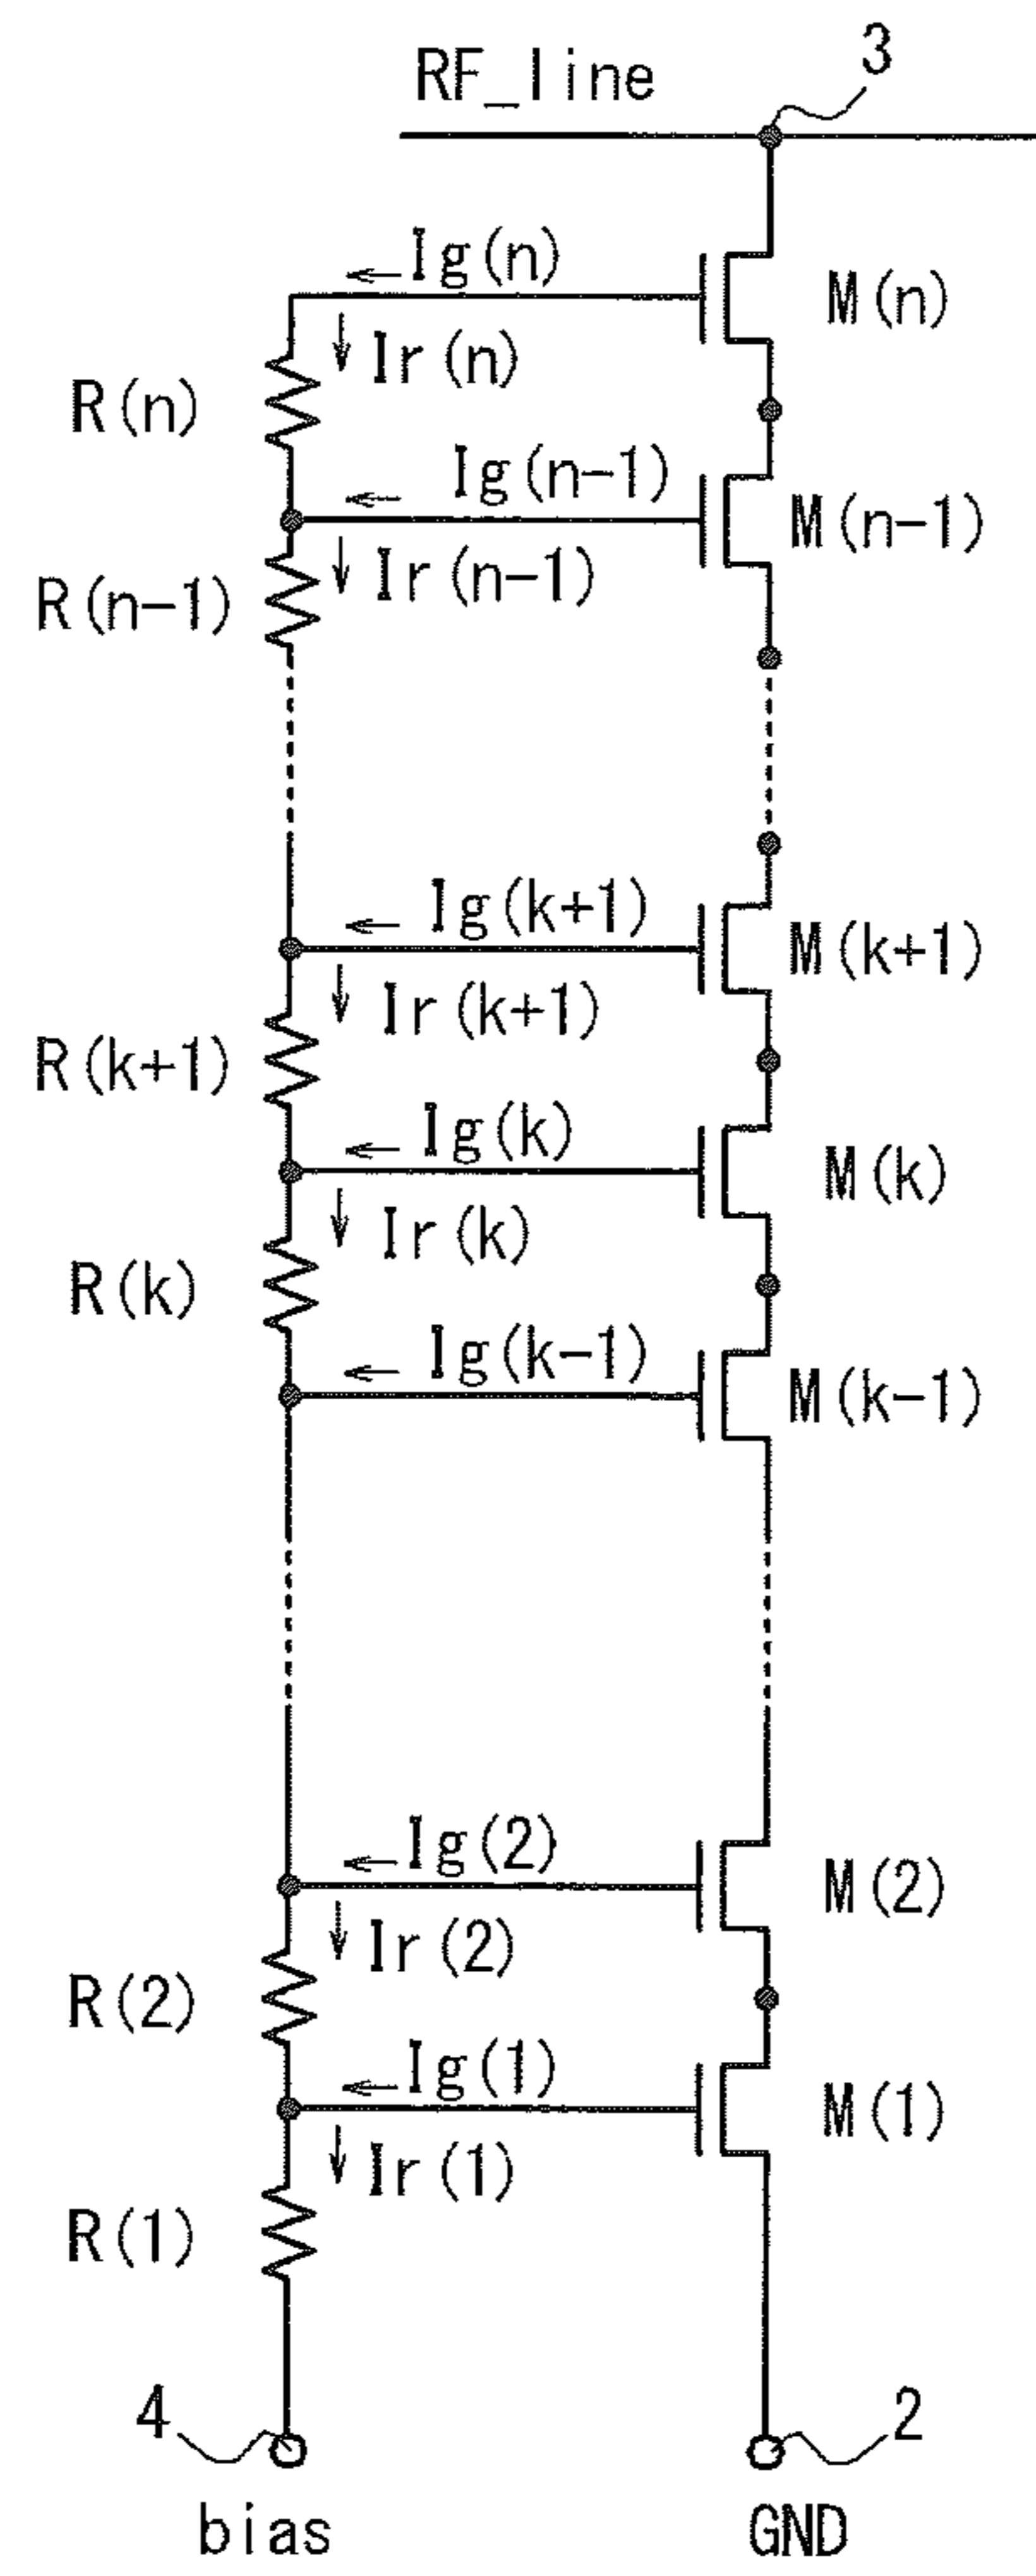 3
RF_line
Ig(n)
M(n)
Ir(n)
R(n)
Ig(n-1)
M(n-1)
Ir(n-1)
R(n-1)
Ig(k+1)
M(k+1)
Ir(k+1)
R(k+1)
Ig(k)
M(k)
Ir(k)
R(k)
Ig(k-1)
M(k-1)
Ig(2)
M(2)
Ir(2)
R(2)
Ig(1)
M(1)
Ir(1)
R(1)
4
2
bias
GND